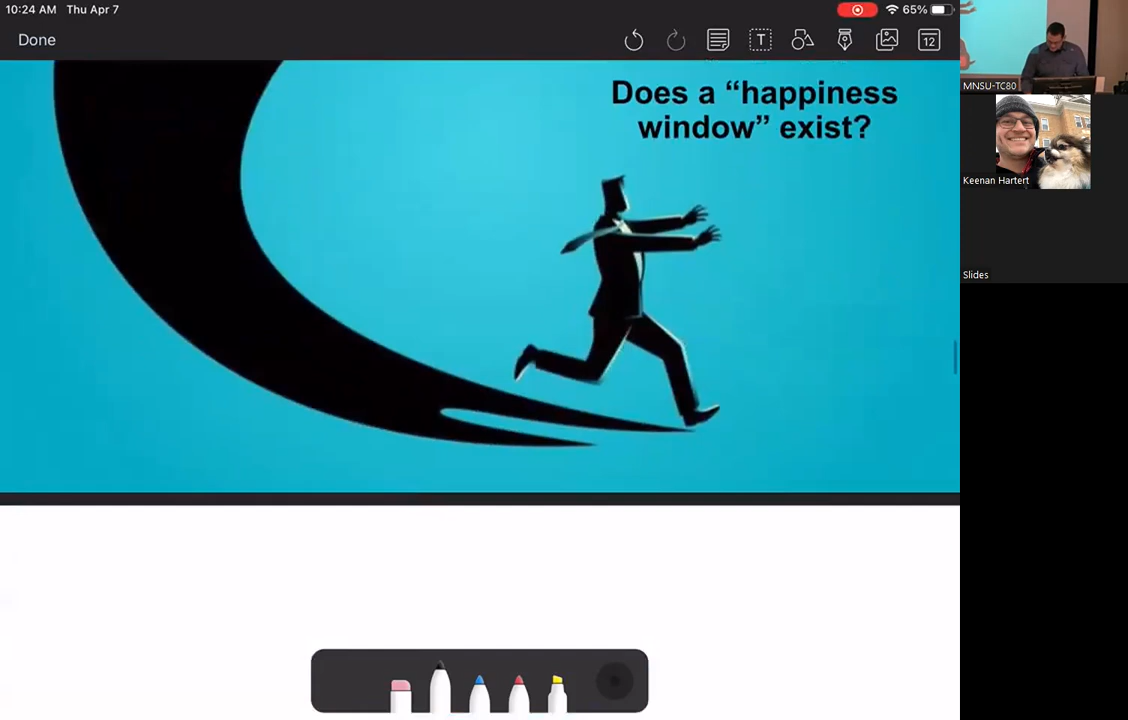 10:24 AM Thu Apr 7
65%
Done
T
12
Does a “happiness
window” exist?
MNSU-TC80
Keenan Hartert
Slides